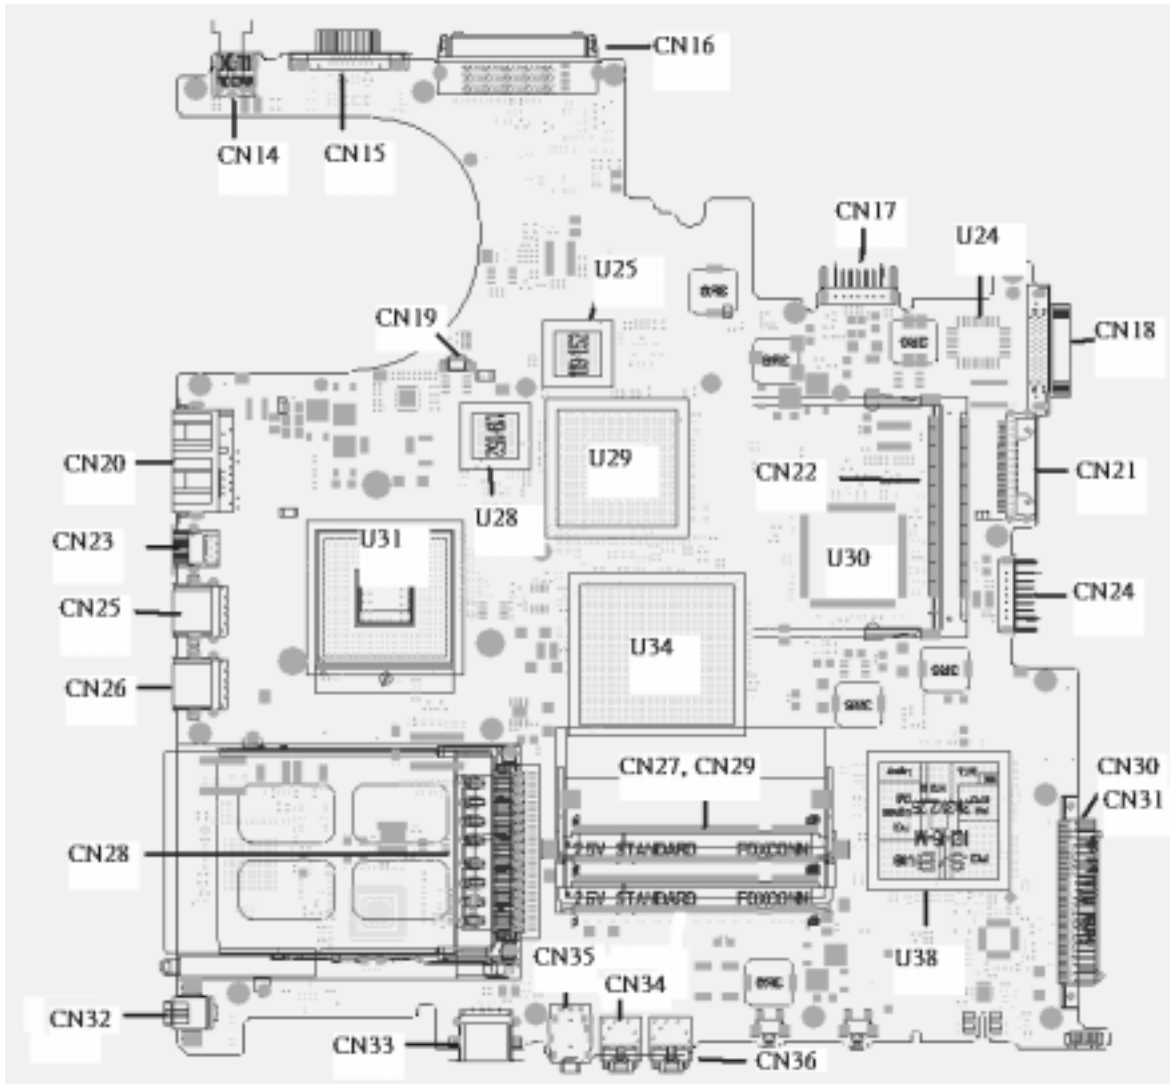 CN16
CN14
CN15
CN17
U24
U25
CN19
CN18
CN20
U29
CN22
CN21
U28
CN23
U31
U30
CN25
CN24
U34
CN26
CN27, CN29
CN30
CN31
CN28
2.5V STANDARD FOXCONN
2.5V STANDARD FOXCONN
CN35
U38
CN34
CN32
CN33
CN36